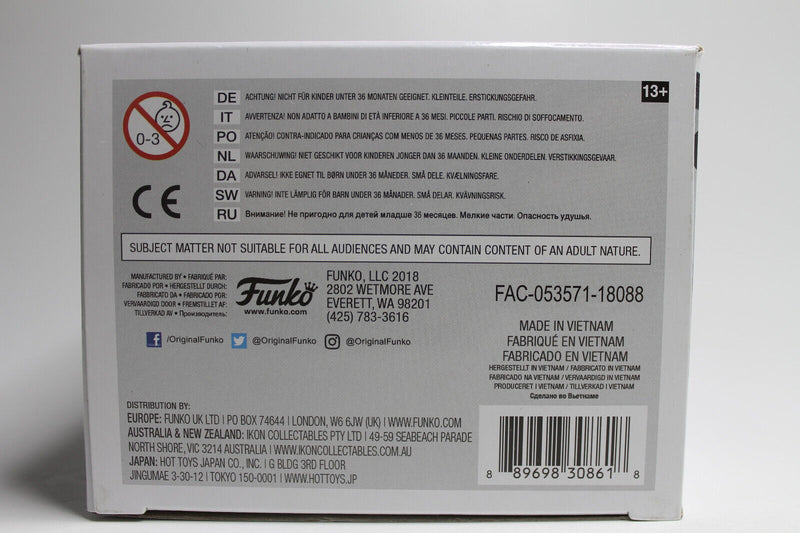 13+
0-3
DE ACHTUNG! NICHT FÜR KINDER UNTER 36 MONATEN GEEIGNET. KLEINTEILE. ERSTICKUNGSGEFAHR.
IT AVVERTENZA! NON ADATTO A BAMBINI DI ETÀ INFERIORE A 36 MESI. PICCOLE PARTI. RISCHIO DI SOFFOCAMENTO.
PO ATENÇÃO! CONTRA-INDICADO PARA CRIANÇAS COM MENOS DE 36 MESES. PEQUENAS PARTES. RISCO DE ASFIXIA.
NL WAARSCHUWING! NIET GESCHIKT VOOR KINDEREN JONGER DAN 36 MAANDEN. KLEINE ONDERDELEN. VERSTIKKINGSGEVAAR.
DA ADVARSEL! IKKE EGNET TIL BØRN UNDER 36 MÅNEDER. SMÅ DELE. KVÆLNINGSFARE.
SW VARNING! INTE LÄMPLIG FÖR BARN UNDER 36 MÅNADER. SMÅ DELAR. KVÄVNINGSRISK.
RU Внимание! Не пригодно для детей младше 36 месяцев. Мелкие части. Опасность удушья.
CE
SUBJECT MATTER NOT SUITABLE FOR ALL AUDIENCES AND MAY CONTAIN CONTENT OF AN ADULT NATURE.
MANUFACTURED BY • FABRIQUÉ PAR:
FABRICADO POR • HERGESTELLT DURCH:
FABBRICATO DA • FABRICADO POR:
VERVAARDIGD DOOR • FREMSTILLET AF:
TILLVERKAD AV • Производитель:
Funko
www.funko.com
FUNKO, LLC 2018
2802 WETMORE AVE
EVERETT, WA 98201
(425) 783-3616
FAC-053571-18088
/OriginalFunko @OriginalFunko @OriginalFunko
MADE IN VIETNAM
FABRIQUÉ EN VIETNAM
FABRICADO EN VIETNAM
HERGESTELLT IN VIETNAM / FABBRICATO IN VIETNAM
FABRICADO NA VIETNAM / VERVAARDIGD IN VIETNAM
PRODUCERET I VIETNAM / TILLVERKAD I VIETNAM
Сделано во Вьетнаме
DISTRIBUTION BY:
EUROPE: FUNKO UK LTD | PO BOX 74644 | LONDON, W6 6JW (UK) | WWW.FUNKO.COM
AUSTRALIA & NEW ZEALAND: IKON COLLECTABLES PTY LTD | 49-59 SEABEACH PARADE
NORTH SHORE, VIC 3214 AUSTRALIA | WWW.IKONCOLLECTABLES.COM.AU
JAPAN: HOT TOYS JAPAN CO., INC. | G BLDG 3RD FLOOR
JINGUMAE 3-30-12 | TOKYO 150-0001 | WWW.HOTTOYS.JP
8 89698 30861 8